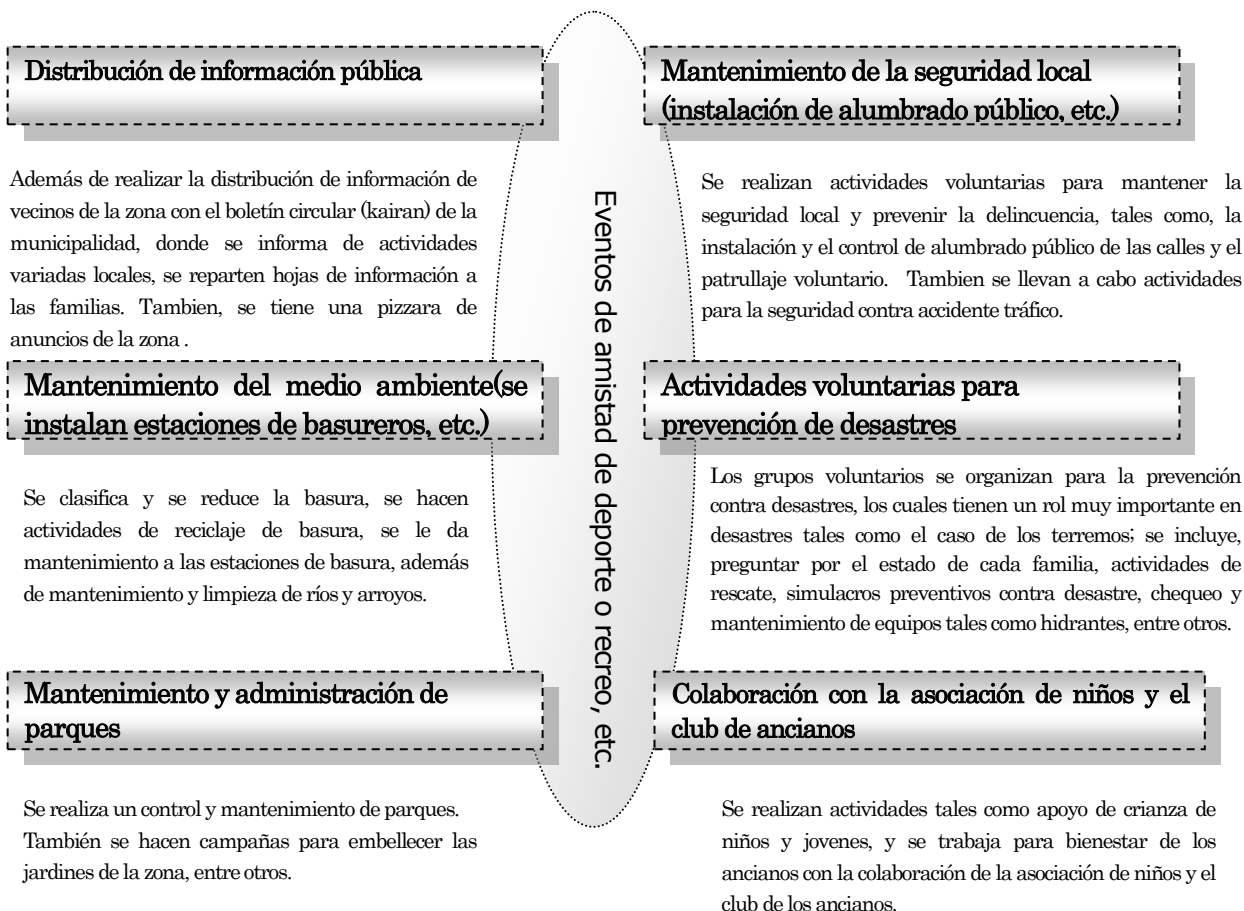 Distribución de información pública
Además de realizar la distribución de información de
vecinos de la zona con el boletín circular (kairan) de la
municipalidad, donde se informa de actividades
variadas locales, se reparten hojas de información a
las familias. Tambien, se tiene una pizzara de
anuncios de la zona .
Mantenimiento del medio ambiente(se
instalan estaciones de basureros, etc.)
Se clasifica y se reduce la basura, se hacen
actividades de reciclaje de basura, se le da
mantenimiento a las estaciones de basura, además
de mantenimiento y limpieza de ríos y arroyos.
Mantenimiento y administración de
parques
Se realiza un control y mantenimiento de parques.
También se hacen campañas para embellecer las
jardines de la zona, entre otros.
Eventos de amistad de deporte o recreo, etc.
Mantenimiento de la seguridad local
(instalación de alumbrado público, etc.)
Se realizan actividades voluntarias para mantener la
seguridad local y prevenir la delincuencia, tales como, la
instalación y el control de alumbrado público de las calles y el
patrullaje voluntario. Tambien se llevan a cabo actividades
para la seguridad contra accidente tráfico.
Actividades voluntarias para
prevención de desastres
Los grupos voluntarios se organizan para la prevención
contra desastres, los cuales tienen un rol muy importante en
desastres tales como el caso de los terremos; se incluye,
preguntar por el estado de cada familia, actividades de
rescate, simulacros preventivos contra desastre, chequeo y
mantenimiento de equipos tales como hidrantes, entre otros.
Colaboración con la asociación de niños y el
club de ancianos
Se realizan actividades tales como apoyo de crianza de
niños y jovenes, y se trabaja para bienestar de los
ancianos con la colaboración de la asociación de niños y el
club de los ancianos.